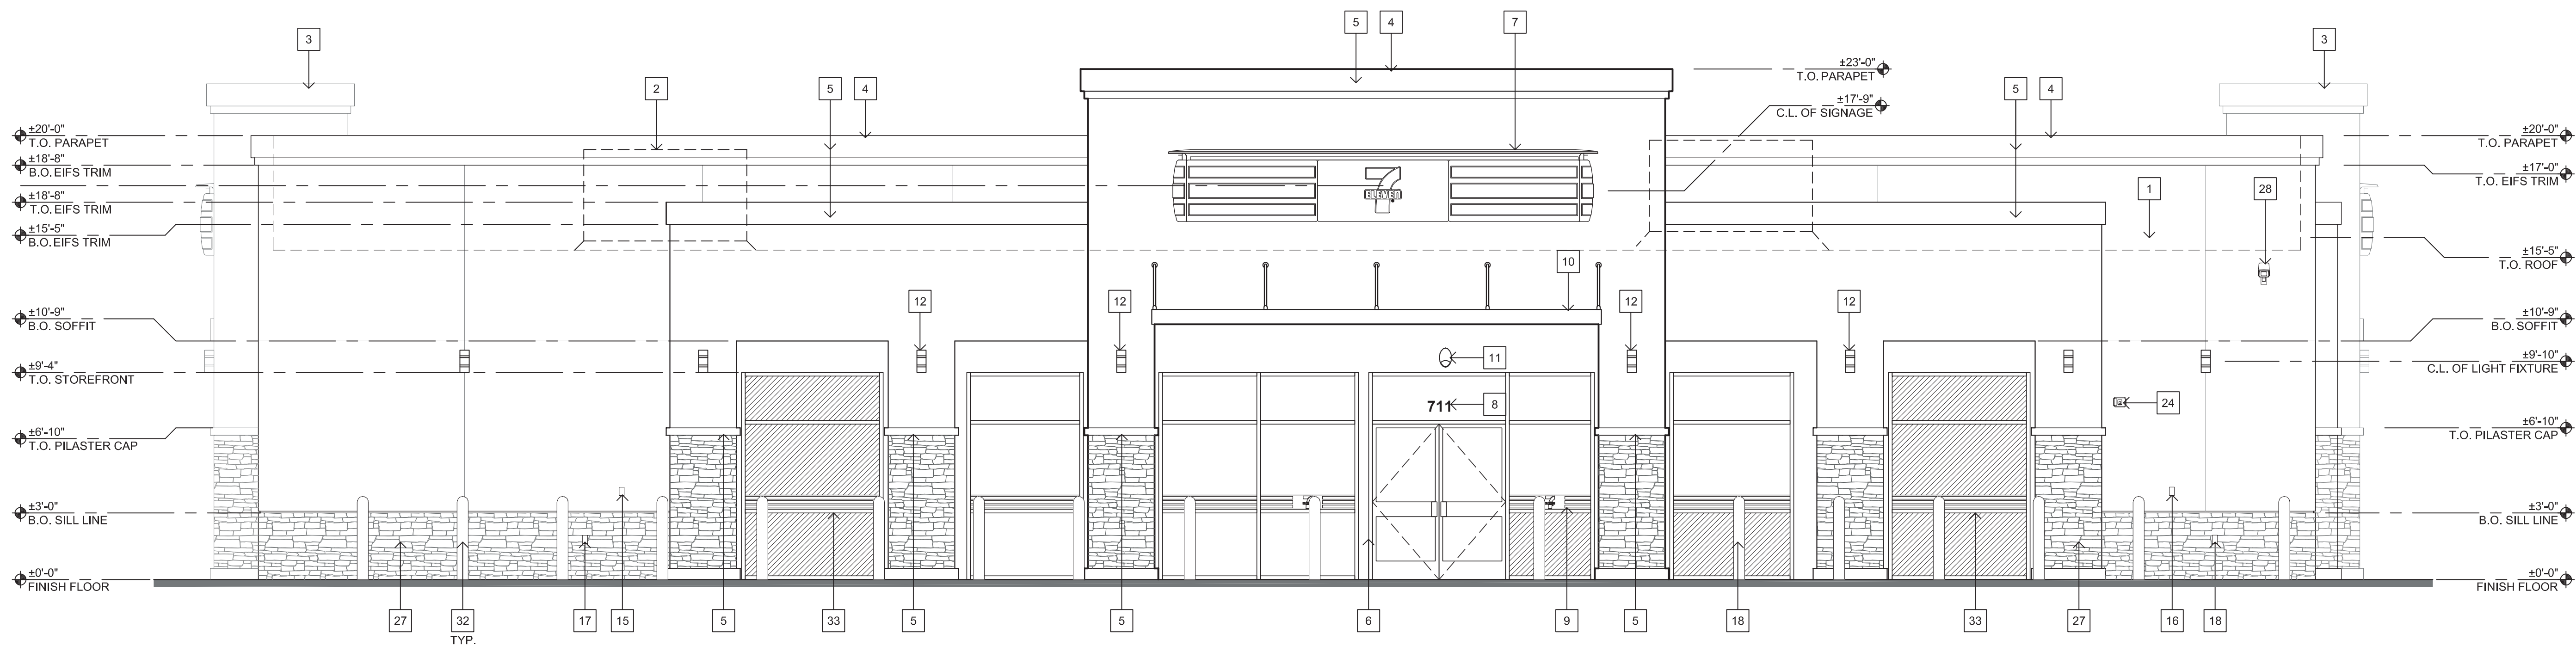 5
4
7
3
3
±23'-0"
T.O. PARAPET
2
5
4
5
4
±17'-9"
C.L. OF SIGNAGE
±20'-0"
T.O. PARAPET
±20'-0"
T.O. PARAPET
±18'-8"
B.O. EIFS TRIM
±17'-0"
T.O. EIFS TRIM
7
ELEVEN
1
28
±18'-8"
T.O. EIFS TRIM
±15'-5"
B.O. EIFS TRIM
±15'-5"
T.O. ROOF
10
12
12
12
12
±10'-9"
B.O. SOFFIT
±10'-9"
B.O. SOFFIT
11
±9'-4"
T.O. STOREFRONT
±9'-10"
C.L. OF LIGHT FIXTURE
711
8
24
±6'-10"
T.O. PILASTER CAP
±6'-10"
T.O. PILASTER CAP
±3'-0"
B.O. SILL LINE
±3'-0"
B.O. SILL LINE
±0'-0"
FINISH FLOOR
±0'-0"
FINISH FLOOR
27
32
TYP.
17
15
5
33
5
5
6
9
5
18
33
27
16
18